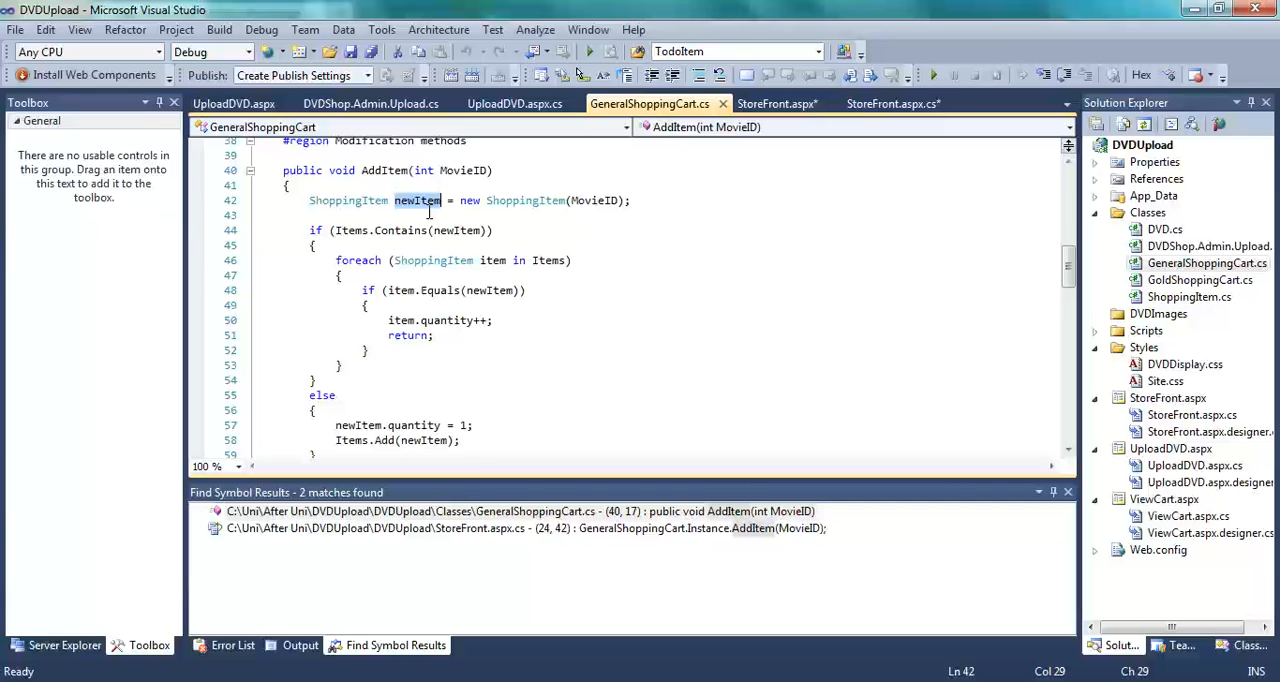 DVDUpload - Microsoft Visual Studio
File Edit View Refactor Project Build Debug Team Data Tools Architecture Test Analyze Window Help
Any CPU Debug TodoItem
Install Web Components Publish: Create Publish Settings Hex
Toolbox
General
There are no usable controls in
this group. Drag an item onto
this text to add it to the
toolbox.
UploadDVD.aspx DVDShop.Admin.Upload.cs UploadDVD.aspx.cs GeneralShoppingCart.cs StoreFront.aspx* StoreFront.aspx.cs*
GeneralShoppingCart AddItem(int MovieID)
38 #region Modification methods
39
40 public void AddItem(int MovieID)
41 {
42 ShoppingItem newItem = new ShoppingItem(MovieID);
43
44 if (Items.Contains(newItem))
45 {
46 foreach (ShoppingItem item in Items)
47 {
48 if (item.Equals(newItem))
49 {
50 item.quantity++;
51 return;
52 }
53 }
54 }
55 else
56 {
57 newItem.quantity = 1;
58 Items.Add(newItem);
59 }
100 %
Find Symbol Results - 2 matches found
C:\Uni\After Uni\DVDUpload\DVDUpload\Classes\GeneralShoppingCart.cs - (40, 17) : public void AddItem(int MovieID)
C:\Uni\After Uni\DVDUpload\DVDUpload\StoreFront.aspx.cs - (24, 42) : GeneralShoppingCart.Instance.AddItem(MovieID);
Solution Explorer
DVDUpload
Properties
References
App_Data
Classes
DVD.cs
DVDShop.Admin.Upload.
GeneralShoppingCart.cs
GoldShoppingCart.cs
ShoppingItem.cs
DVDImages
Scripts
Styles
DVDDisplay.css
Site.css
StoreFront.aspx
StoreFront.aspx.cs
StoreFront.aspx.designer.
UploadDVD.aspx
UploadDVD.aspx.cs
UploadDVD.aspx.designer
ViewCart.aspx
ViewCart.aspx.cs
ViewCart.aspx.designer.cs
Web.config
Server Explorer Toolbox Error List Output Find Symbol Results Solut... Tea... Class...
Ready Ln 42 Col 29 Ch 29 INS